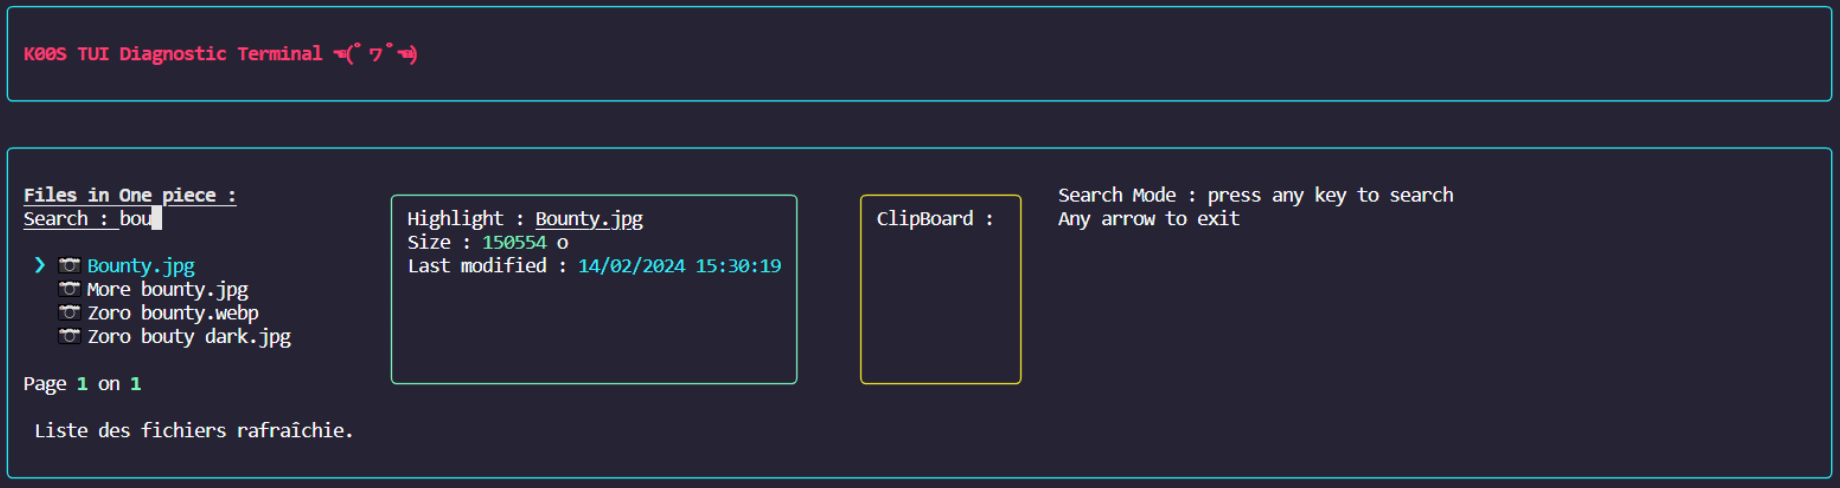 K00S TUI Diagnostic Terminal ☚(ﾟヮﾟ☚)
Files in One piece :
Search : bou
❯ 📷 Bounty.jpg
📷 More bounty.jpg
📷 Zoro bounty.webp
📷 Zoro bouty dark.jpg
Page 1 on 1
Liste des fichiers rafraîchie.
Highlight : Bounty.jpg
Size : 150554 o
Last modified : 14/02/2024 15:30:19
ClipBoard :
Search Mode : press any key to search
Any arrow to exit